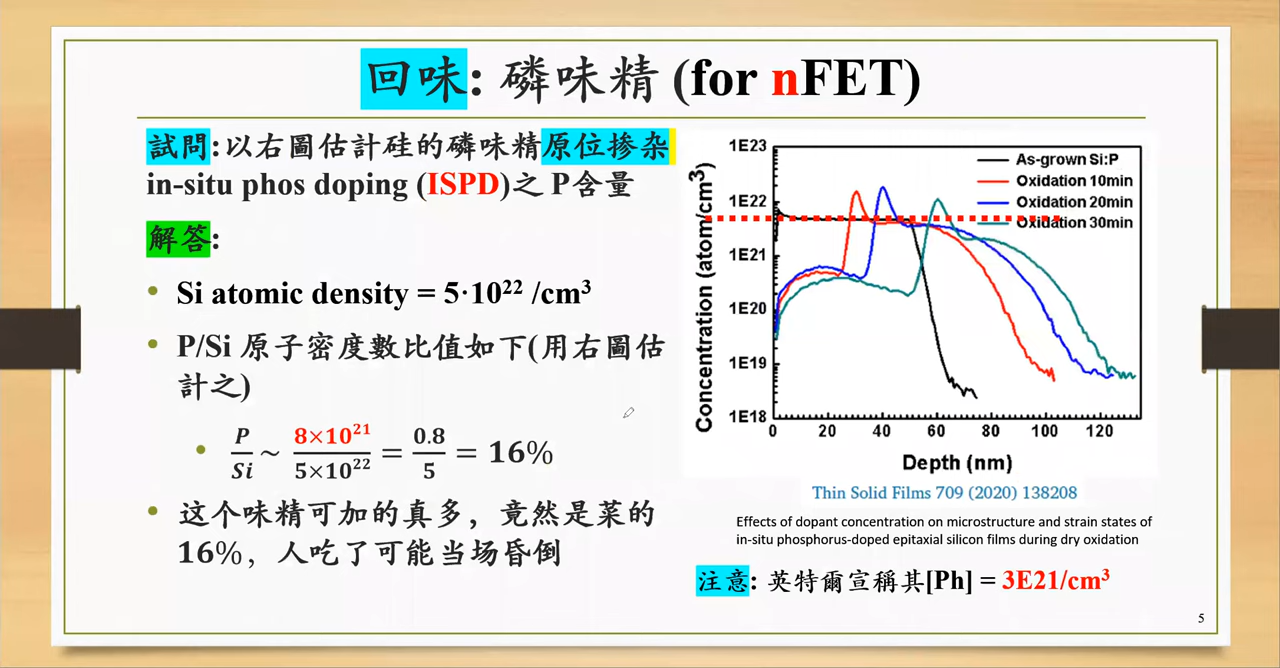 回味: 磷味精 (for nFET)
試問:以右圖估計硅的磷味精原位掺杂
in-situ phos doping (ISPD)之 P含量
解答:
• Si atomic density = 5·10²² /cm³
• P/Si 原子密度數比值如下(用右圖估
計之)
• P/Si ~ 8×10²¹/5×10²² = 0.8/5 = 16%
• 这个味精可加的真多，竟然是菜的
16%，人吃了可能当场昏倒
Concentration (atom/cm³)
1E23
1E22
1E21
1E20
1E19
1E18
As-grown Si:P
Oxidation 10min
Oxidation 20min
Oxidation 30min
0 20 40 60 80 100 120
Depth (nm)
Thin Solid Films 709 (2020) 138208
Effects of dopant concentration on microstructure and strain states of
in-situ phosphorus-doped epitaxial silicon films during dry oxidation
注意: 英特爾宣稱其[Ph] = 3E21/cm³
5